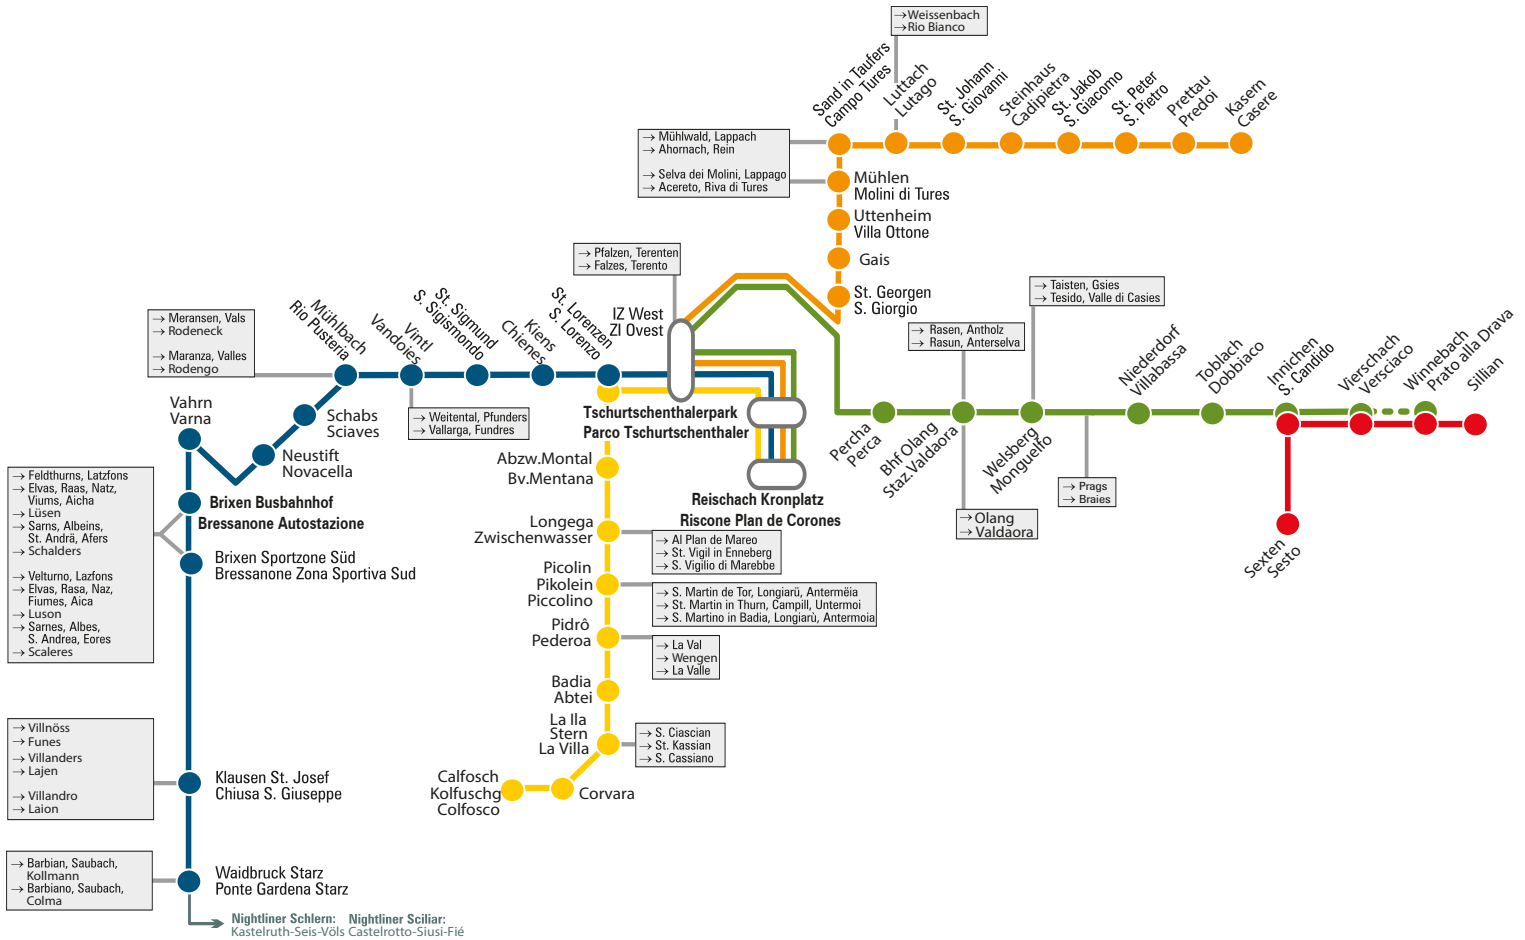 → Weissenbach
→ Rio Bianco
Sand in Taufers
Campo Tures
Luttach
Lutago
St. Johann
S. Giovanni
Steinhaus
Cadipietra
St. Jakob
S. Giacomo
St. Peter
S. Pietro
Prettau
Predoi
Kasern
Casere
→ Mühlwald, Lappach
→ Ahornach, Rein
→ Selva dei Molini, Lappago
→ Acereto, Riva di Tures
Mühlen
Molini di Tures
Uttenheim
Villa Ottone
Gais
St. Georgen
S. Giorgio
→ Pfalzen, Terenten
→ Falzes, Terento
IZ West
ZI Ovest
→ Taisten, Gsies
→ Tesido, Valle di Casies
→ Rasen, Antholz
→ Rasun, Anterselva
→ Meransen, Vals
→ Rodeneck
→ Maranza, Valles
→ Rodengo
Mühlbach
Rio Pusteria
Vintl
Vandoies
St. Sigmund
S. Sigismondo
Kiens
Chienes
St. Lorenzen
S. Lorenzo
Niederdorf
Villabassa
Toblach
Dobbiaco
Innichen
S. Candido
Vierschach
Versciaco
Winnebach
Prato alla Drava
Sillian
Vahrn
Varna
Schabs
Sciaves
→ Weitental, Pfunders
→ Vallarga, Fundres
Tschurtschenthalerpark
Parco Tschurtschenthaler
Percha
Perca
Bhf Olang
Staz.Valdaora
Welsberg
Monguelfo
Neustift
Novacella
Abzw.Montal
Bv.Mentana
→ Feldthurns, Latzfons
→ Elvas, Raas, Natz,
Viums, Aicha
→ Lüsen
→ Sarns, Albeins,
St. Andrä, Afers
→ Schalders
→ Velturno, Lazfons
→ Elvas, Rasa, Naz,
Fiumes, Aica
→ Luson
→ Sarnes, Albes,
S. Andrea, Eores
→ Scaleres
Brixen Busbahnhof
Bressanone Autostazione
Reischach Kronplatz
Riscone Plan de Corones
→ Prags
→ Braies
→ Olang
→ Valdaora
Longega
Zwischenwasser
→ Al Plan de Mareo
→ St. Vigil in Enneberg
→ S. Vigilio di Marebbe
Brixen Sportzone Süd
Bressanone Zona Sportiva Sud
Sexten
Sesto
Picolin
Pikolein
Piccolino
→ S. Martin de Tor, Longiarü, Antermëia
→ St. Martin in Thurn, Campill, Untermoi
→ S. Martino in Badia, Longiarù, Antermoia
Pidrô
Pederoa
→ La Val
→ Wengen
→ La Valle
Badia
Abtei
La Ila
Stern
La Villa
→ S. Ciascian
→ St. Kassian
→ S. Cassiano
→ Villnöss
→ Funes
→ Villanders
→ Lajen
→ Villandro
→ Laion
Klausen St. Josef
Chiusa S. Giuseppe
Calfosch
Kolfuschg
Colfosco
Corvara
→ Barbian, Saubach,
Kollmann
→ Barbiano, Saubach,
Colma
Waidbruck Starz
Ponte Gardena Starz
Nightliner Schlern: Nightliner Sciliar:
Kastelruth-Seis-Völs Castelrotto-Siusi-Fié